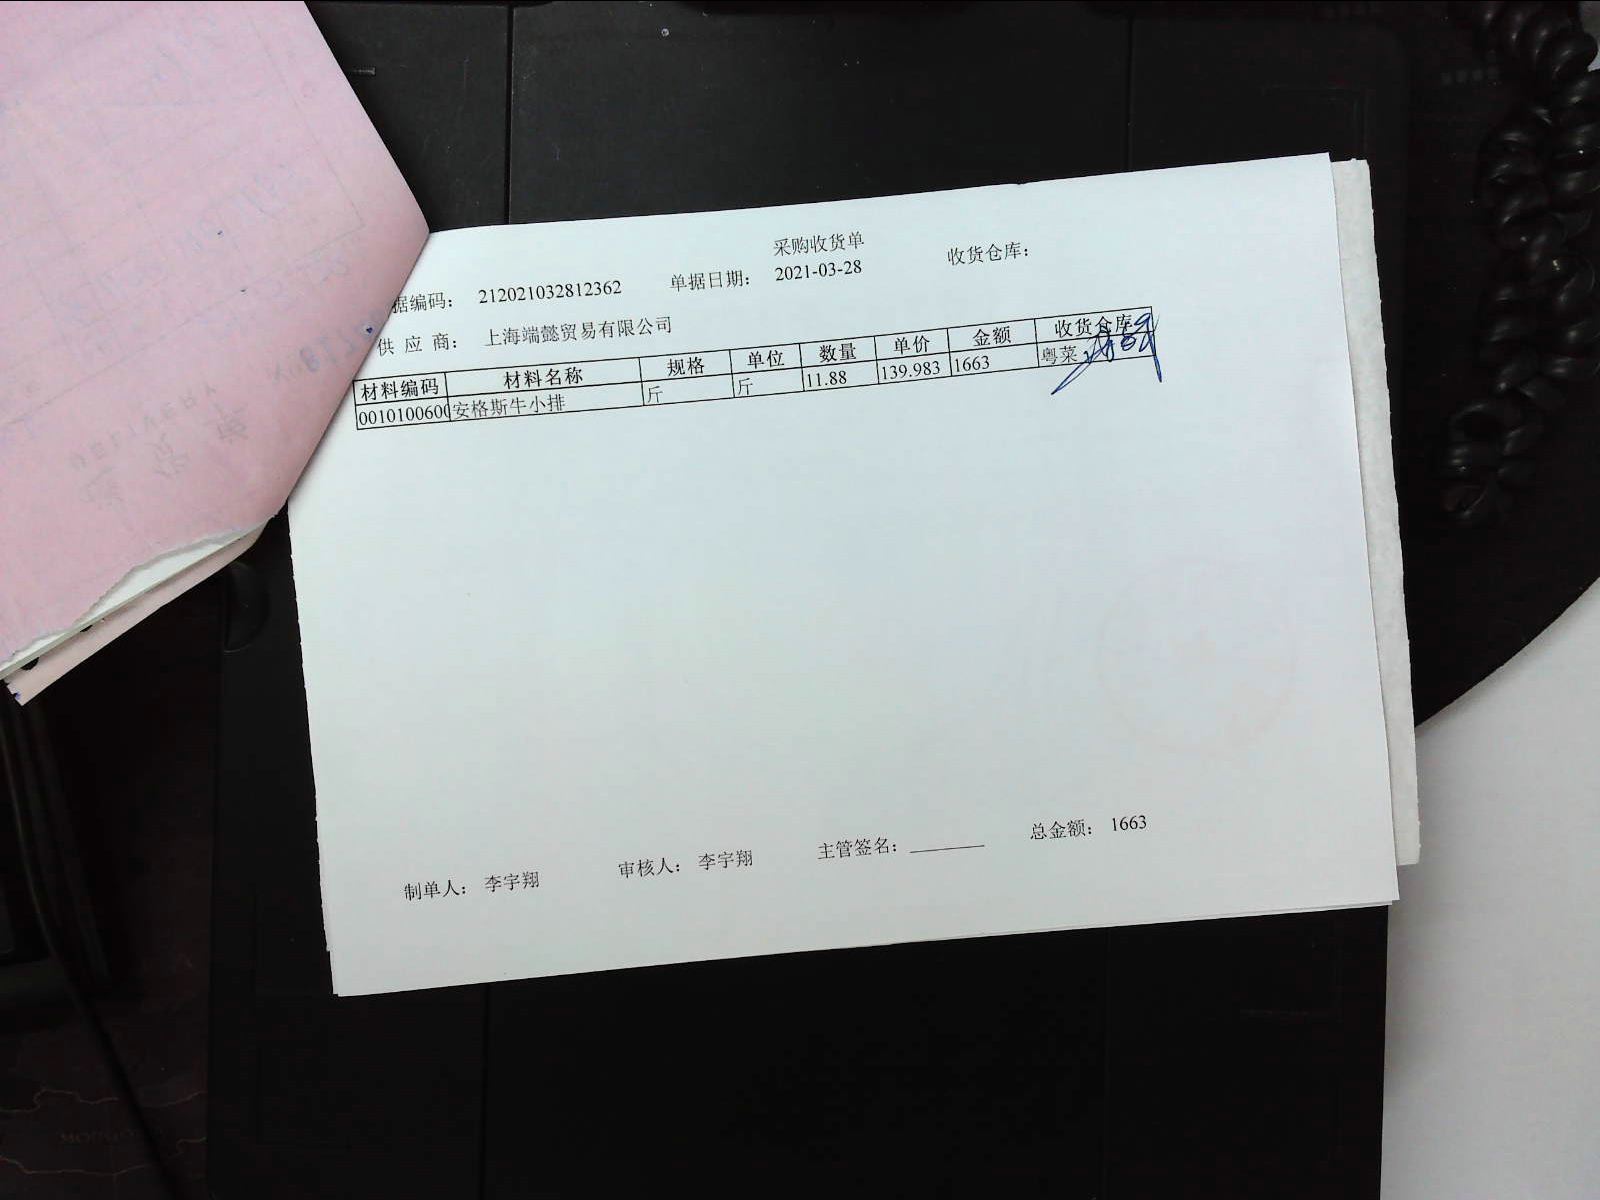 采购收货单
据编码： 212021032812362 单据日期： 2021-03-28 收货仓库：
供 应 商： 上海端懿贸易有限公司
材料编码 材料名称 规格 单位 数量 单价 金额 收货仓库
0010100600 安格斯牛小排 斤 斤 11.88 139.983 1663 粤菜
制单人： 李宇翔 审核人： 李宇翔 主管签名： 总金额： 1663